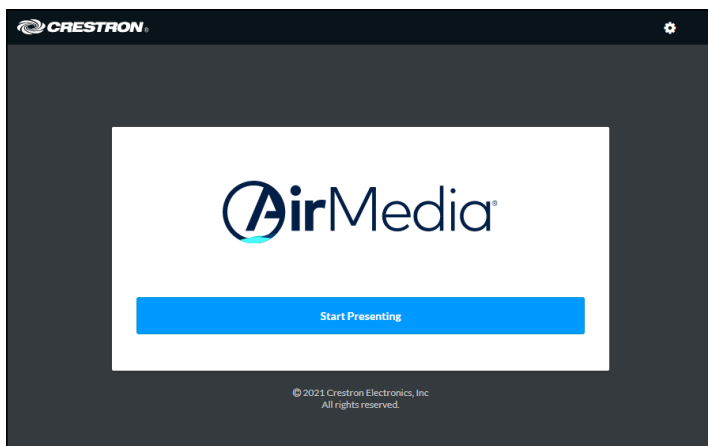 CRESTRON®
AirMedia®
Start Presenting
© 2021 Crestron Electronics, Inc
All rights reserved.